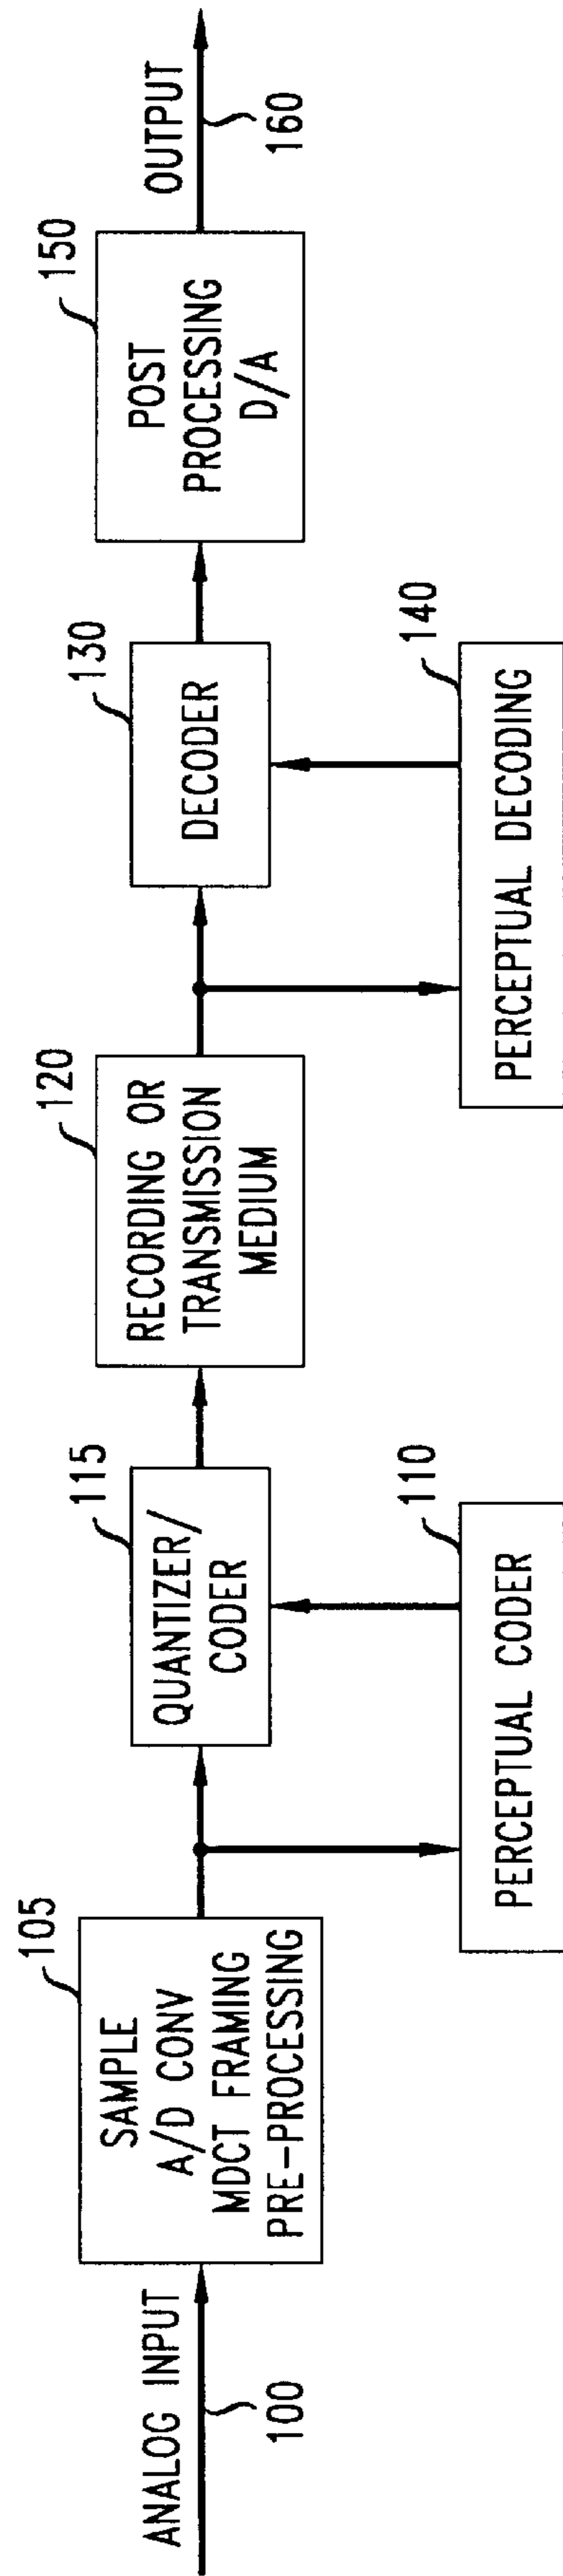 ANALOG INPUT
100
105
SAMPLE
A/D CONV
MDCT FRAMING
PRE-PROCESSING
110
PERCEPTUAL CODER
115
QUANTIZER/
CODER
120
RECORDING OR
TRANSMISSION
MEDIUM
130
DECODER
140
PERCEPTUAL DECODING
150
POST
PROCESSING
D/A
OUTPUT
160